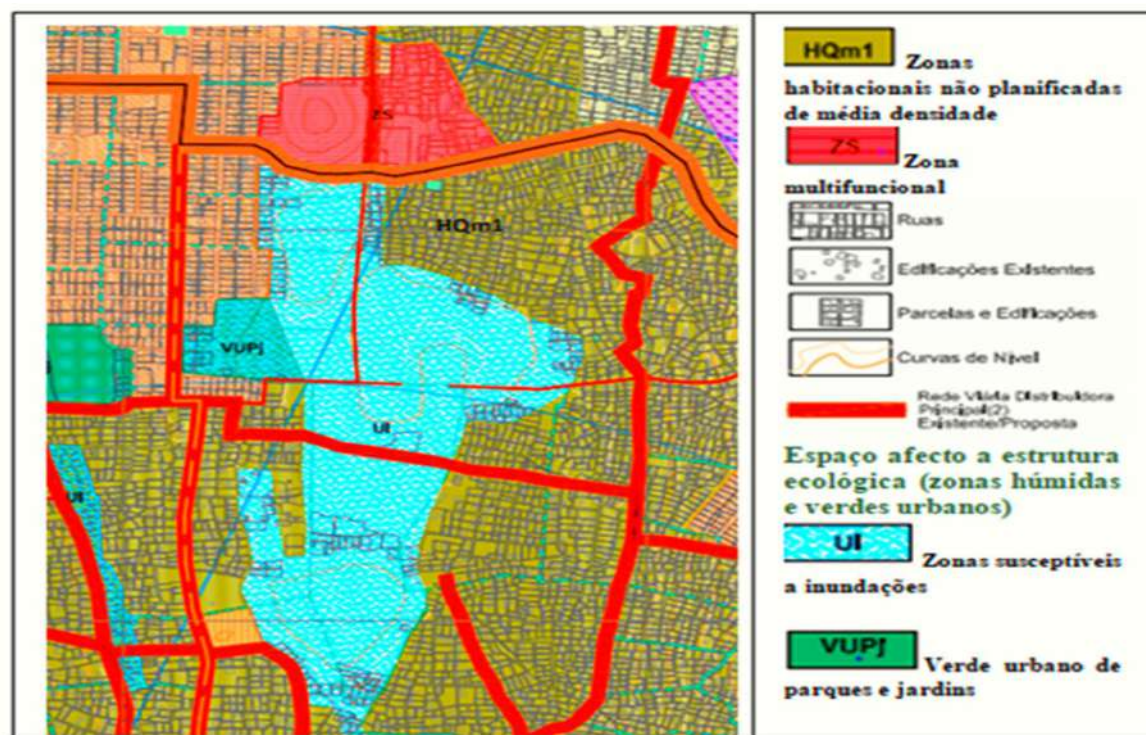 ZS
HQm1
VUPj
UI
UI
HQm1 Zonas
habitacionais não planificadas
de média densidade
ZS Zona
multifuncional
Ruas
Edificações Existentes
Parcelas e Edificações
Curvas de Nível
Rede Viária Distribuidora
Principal(2)
Existente/Proposta
Espaço afecto a estrutura
ecológica (zonas húmidas
e verdes urbanos)
UI Zonas susceptíveis
a inundações
VUPj Verde urbano de
parques e jardins